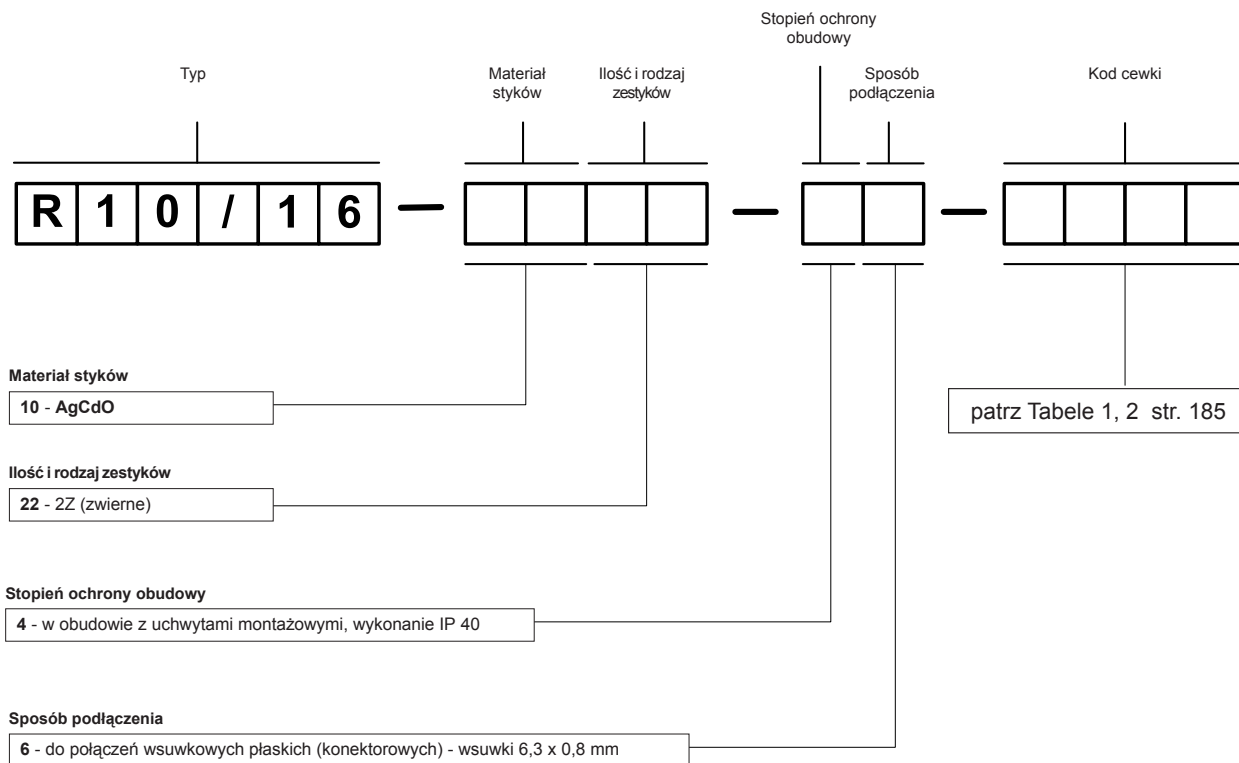 Stopień ochrony
obudowy
Typ
Materiał
styków
Ilość i rodzaj
zestyków
Sposób
podłączenia
Kod cewki
R 1 0 / 1 6 — — —
Materiał styków
10 - AgCdO
patrz Tabele 1, 2 str. 185
Ilość i rodzaj zestyków
22 - 2Z (zwierne)
Stopień ochrony obudowy
4 - w obudowie z uchwytami montażowymi, wykonanie IP 40
Sposób podłączenia
6 - do połączeń wsuwkowych płaskich (konektorowych) - wsuwki 6,3 x 0,8 mm